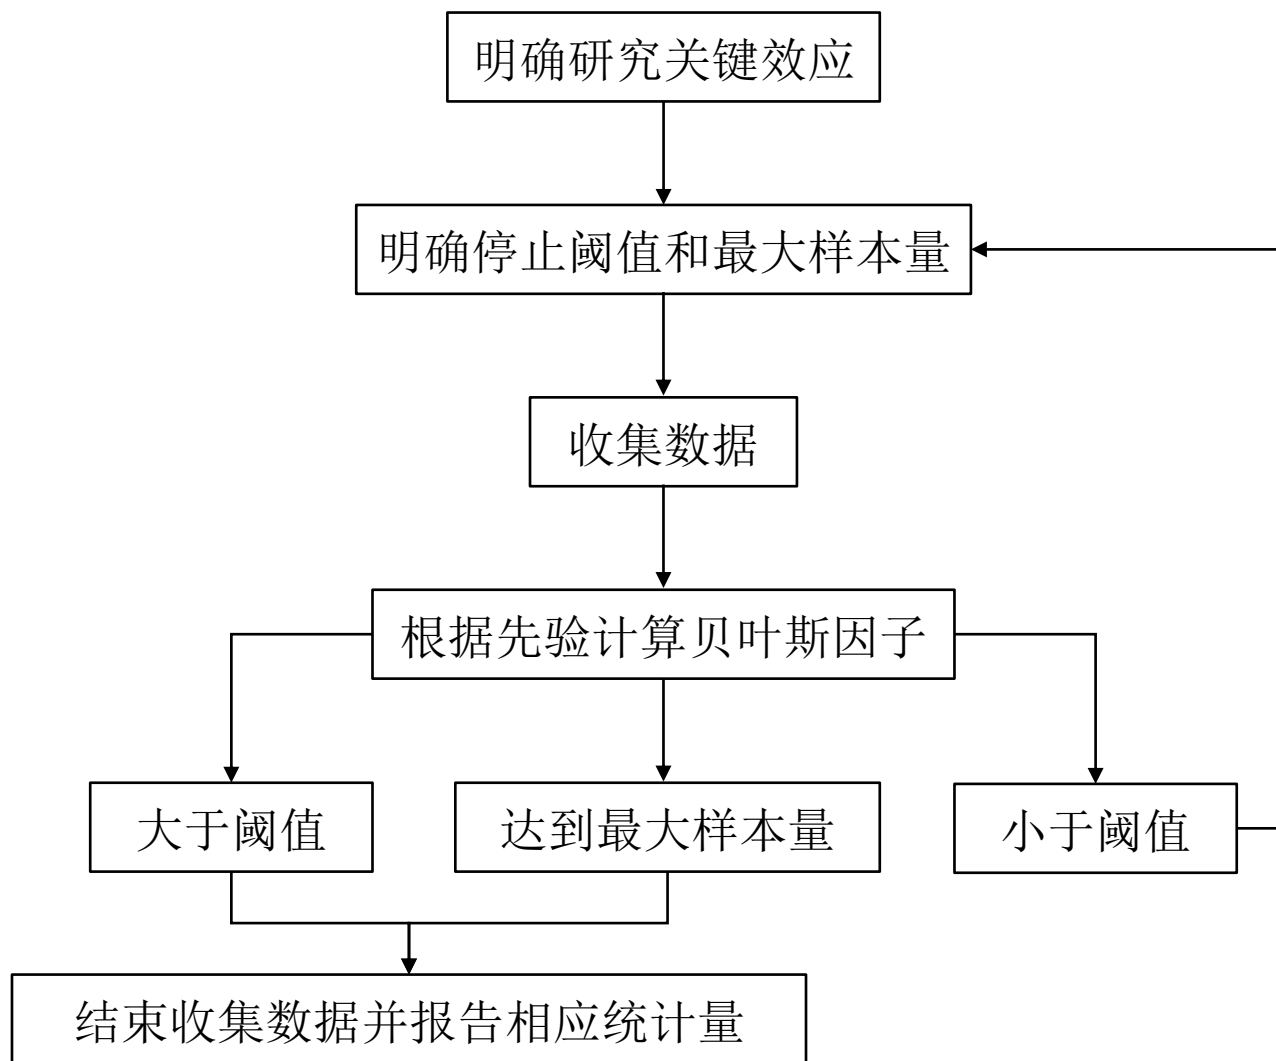 明确研究关键效应
明确停止阈值和最大样本量
收集数据
根据先验计算贝叶斯因子
大于阈值
达到最大样本量
小于阈值
结束收集数据并报告相应统计量